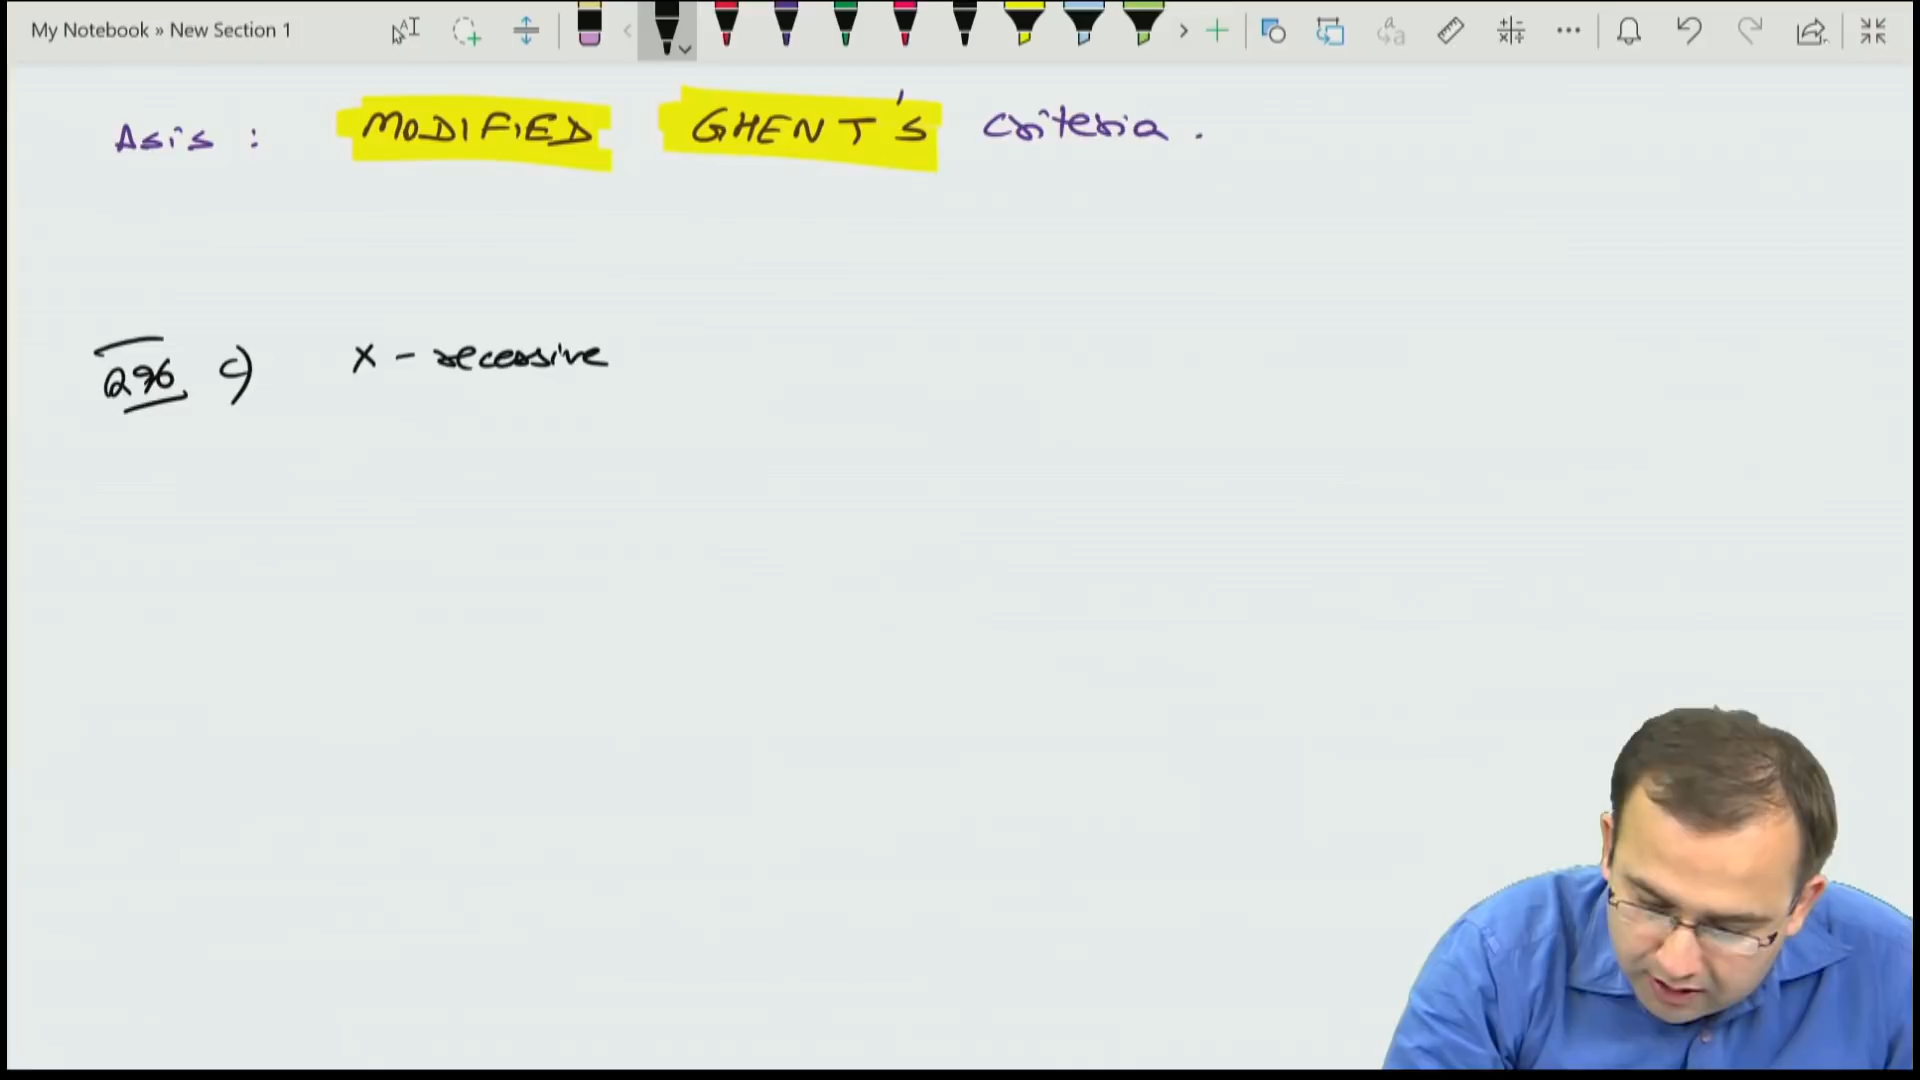 My Notebook » New Section 1
Asis : MODIFIED GHENT'S criteria .
Q96 c) X - recessive